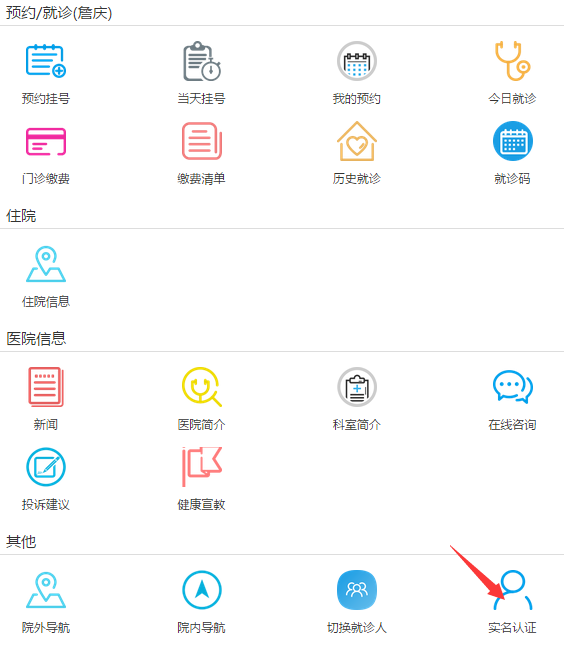 预约/就诊(詹庆)
预约挂号 当天挂号 我的预约 今日就诊
门诊缴费 缴费清单 历史就诊 就诊码
住院
住院信息
医院信息
新闻 医院简介 科室简介 在线咨询
投诉建议 健康宣教
其他
院外导航 院内导航 切换就诊人 实名认证